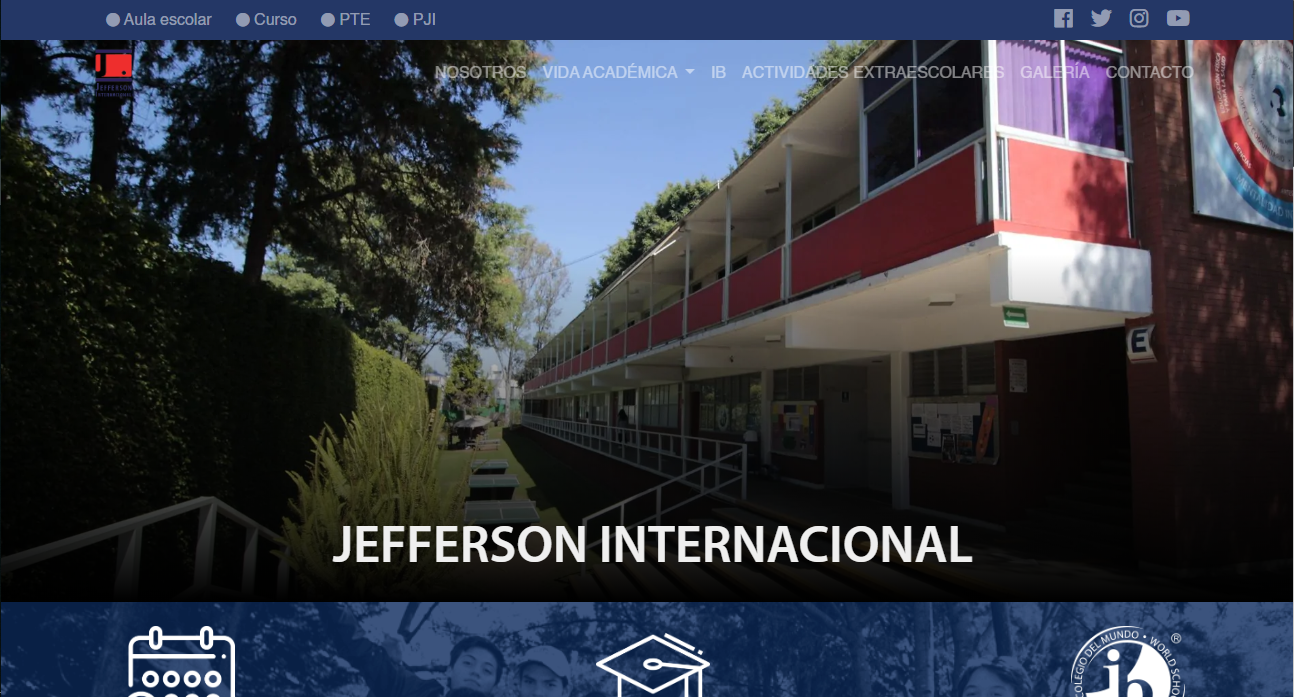 Aula escolar
Curso
PTE
PJI
JEFFERSON
NOSOTROS
VIDA ACADÉMICA
IB
ACTIVIDADES EXTRAESCOLARES
GALERÍA
CONTACTO
CIENCIAS
E
JEFFERSON INTERNACIONAL
COLEGIO DEL MUNDO • WORLD SCHO
®
ib